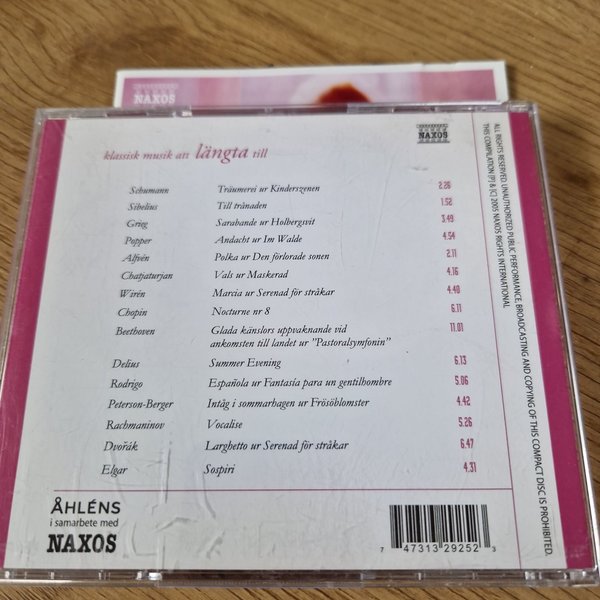 NAXOS
NAXOS
klassisk musik att längta till
Schumann Träumerei ur Kinderszenen 2.26
Sibelius Till trånaden 1.52
Grieg Sarabande ur Holbergsvit 3.49
Popper Andacht ur Im Walde 4.54
Alfvén Polka ur Den förlorade sonen 2.11
Chatjaturjan Vals ur Maskerad 4.16
Wirén Marcia ur Serenad för stråkar 4.40
Chopin Nocturne nr 8 6.11
Beethoven Glada känslors uppvaknande vid 11.01
ankomsten till landet ur "Pastoralsymfonin"
Delius Summer Evening 6.13
Rodrigo Española ur Fantasía para un gentilhombre 5.06
Peterson-Berger Intåg i sommarhagen ur Frösöblomster 4.42
Rachmaninov Vocalise 5.26
Dvořák Larghetto ur Serenad för stråkar 6.47
Elgar Sospiri 4.31
ÅHLÉNS
i samarbete med
NAXOS
7 47313 29252 3
ALL RIGHTS RESERVED. UNAUTHORIZED PUBLIC PERFORMANCE, BROADCASTING AND COPYING OF THIS COMPACT DISC IS PROHIBITED.
THIS COMPILATION [P] & [C] 2005 NAXOS RIGHTS INTERNATIONAL